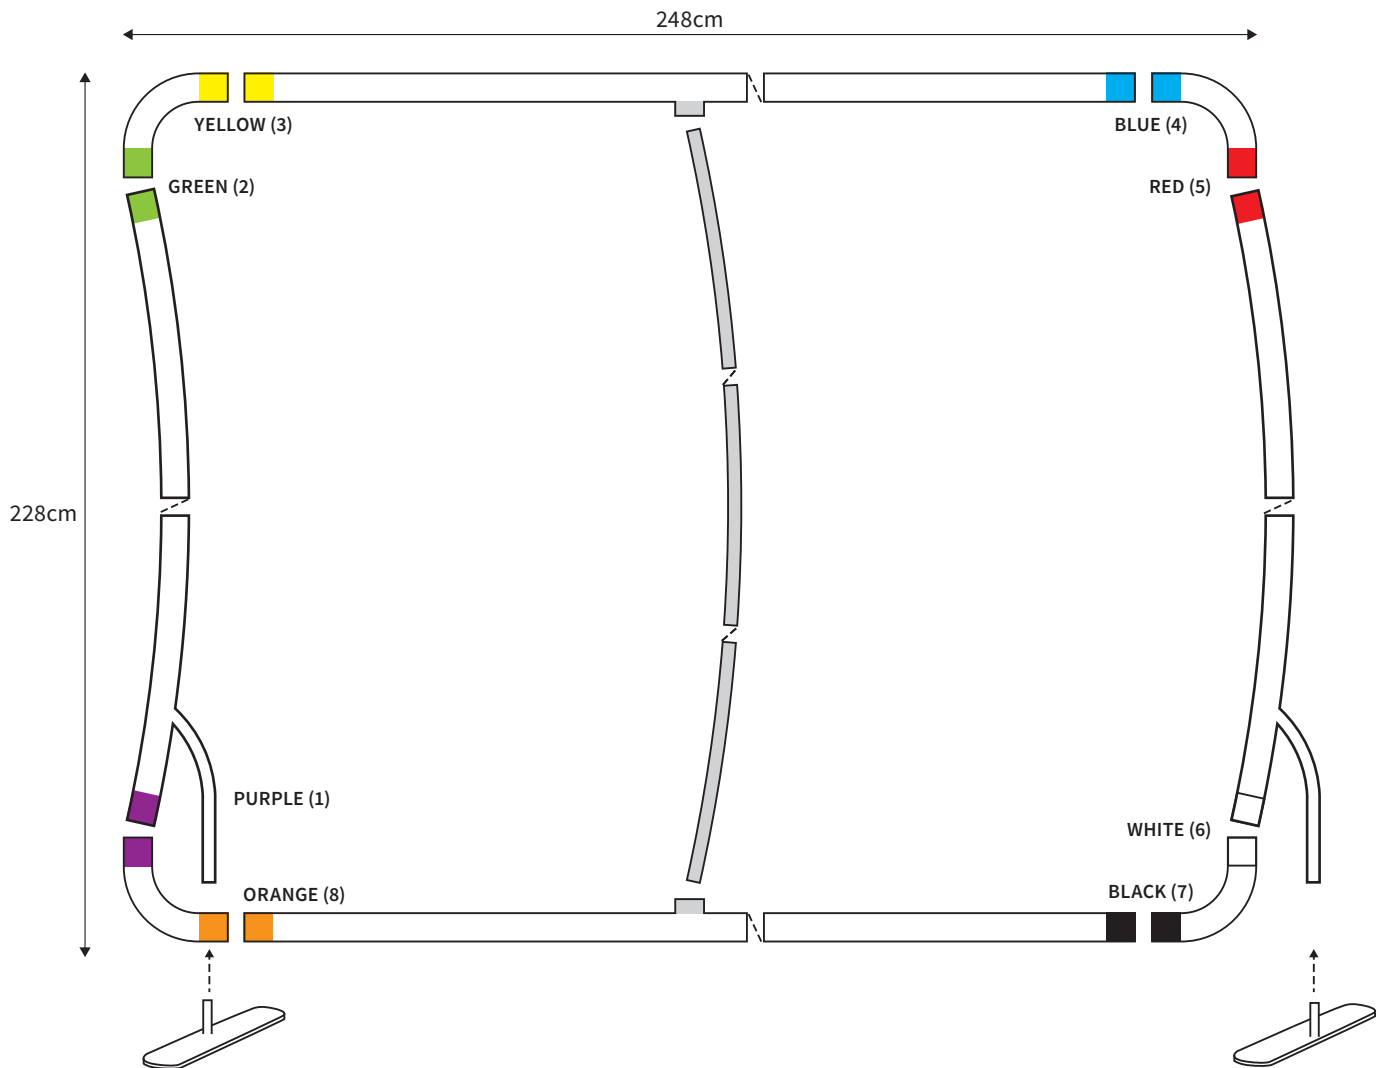 248cm
YELLOW (3)
BLUE (4)
GREEN (2)
RED (5)
228cm
PURPLE (1)
WHITE (6)
ORANGE (8)
BLACK (7)